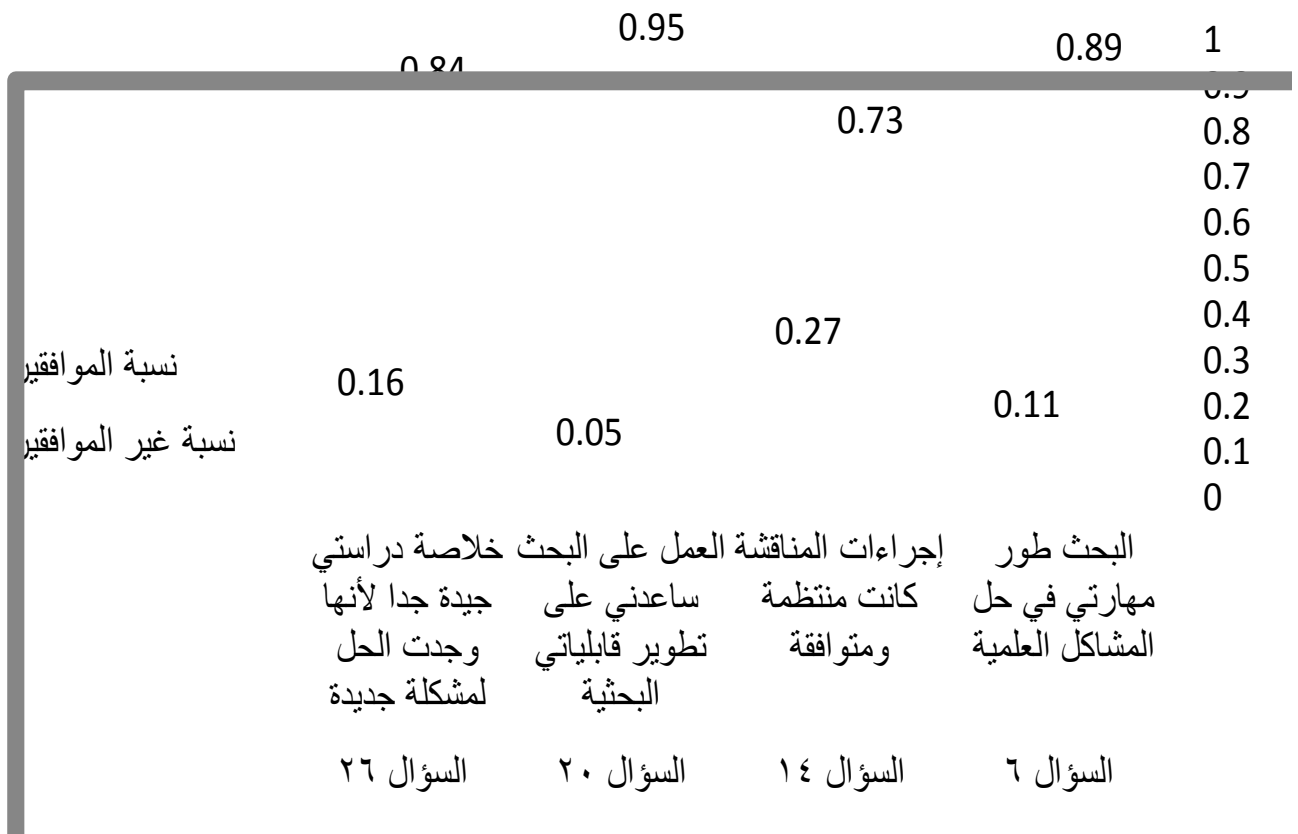 0.95
0.89
0.84
0.73
0.27
0.16
0.11
0.05
1
0.9
0.8
0.7
0.6
0.5
0.4
0.3
0.2
0.1
0
نسبة الموافقين
نسبة غير الموافقين
البحث طور
مهارتي في حل
المشاكل العلمية
السؤال ٦
إجراءات المناقشة
كانت منتظمة
ومتوافقة
السؤال ١٤
العمل على البحث
ساعدني على
تطوير قابلياتي
البحثية
السؤال ٢٠
خلاصة دراستي
جيدة جدا لأنها
وجدت الحل
لمشكلة جديدة
السؤال ٢٦